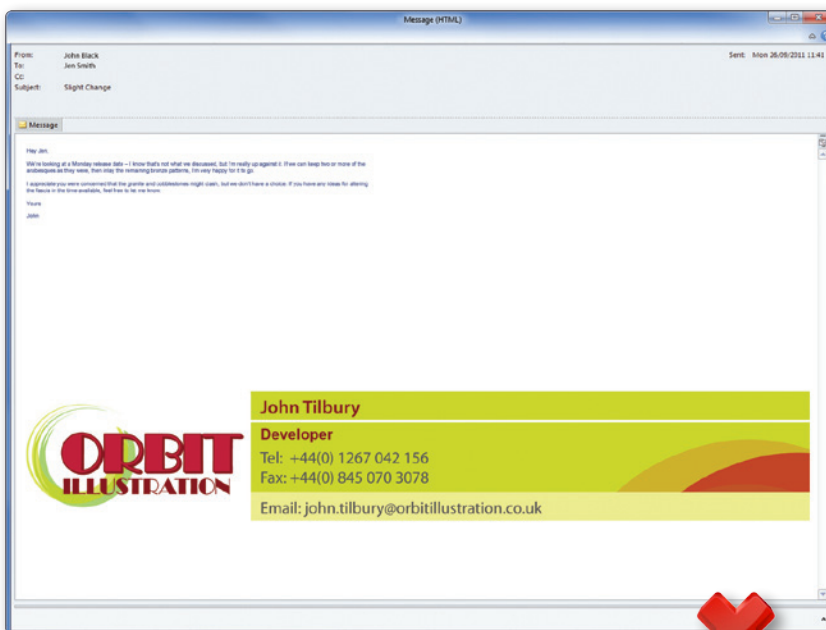 Message (HTML)
From: John Black
Sent: Mon 26/09/2011 11:41
To: Jen Smith
Cc:
Subject: Slight Change
Message
Hey Jen,
We're looking at a Monday release date – I know that's not what we discussed, but I'm really up against it. If we can keep two or more of the
arabesques as they were, then inlay the remaining bronze patterns, I'm very happy for it to go.
I appreciate you were concerned that the granite and cobblestones might clash, but we don't have a choice. If you have any ideas for altering
the fascia in the time available, feel free to let me know.
Yours
John
ORBIT
ILLUSTRATION
John Tilbury
Developer
Tel: +44(0) 1267 042 156
Fax: +44(0) 845 070 3078
Email: john.tilbury@orbitillustration.co.uk